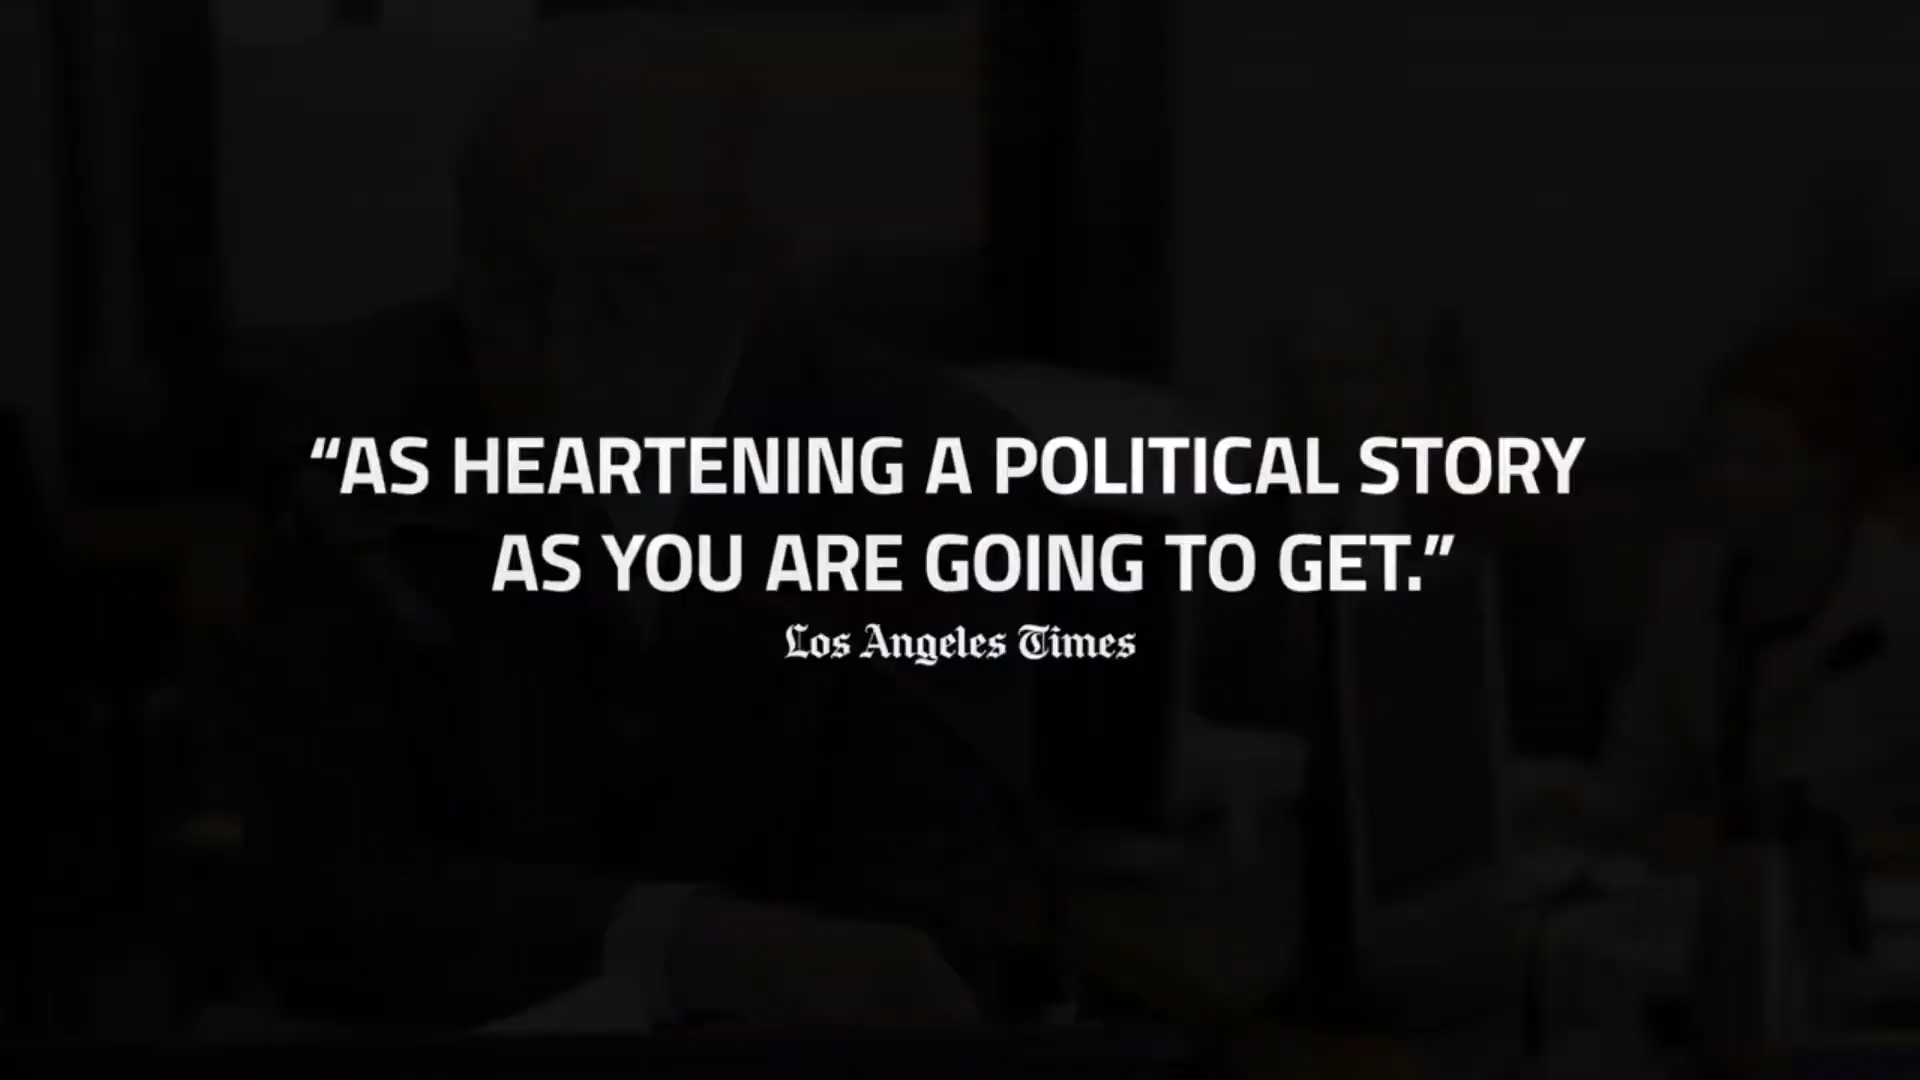 “AS HEARTENING A POLITICAL STORY
AS YOU ARE GOING TO GET.”
Los Angeles Times